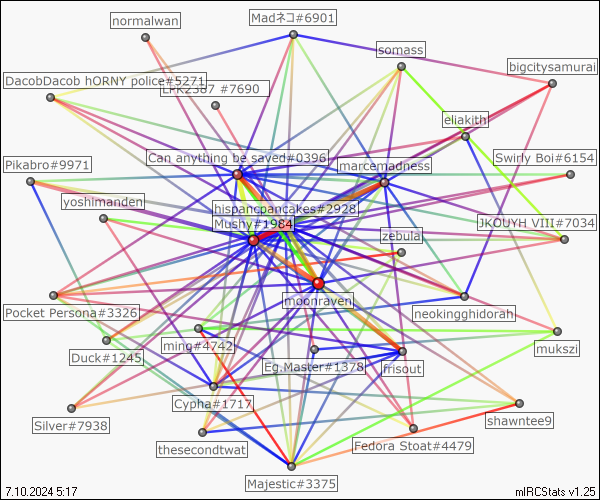 normalwan
Madネコ#6901
somass
bigcitysamurai
DacobDacob hORNY police#5271
LFK2387 #7690
eliakith
Can anything be saved#0396
marcemadness
Swirly Boi#6154
Pikabro#9971
yoshimanden
hispancpancakes#2928
Mushy#1984
JKOUYH VIII#7034
zebula
moonraven
Pocket Persona#3326
neokingghidorah
Duck#1245
ming#4742
mukszi
Eg.Master#1378
frisout
Cypha#1717
Silver#7938
shawntee9
thesecondtwat
Fedora Stoat#4479
Majestic#3375
7.10.2024 5:17
mIRCStats v1.25